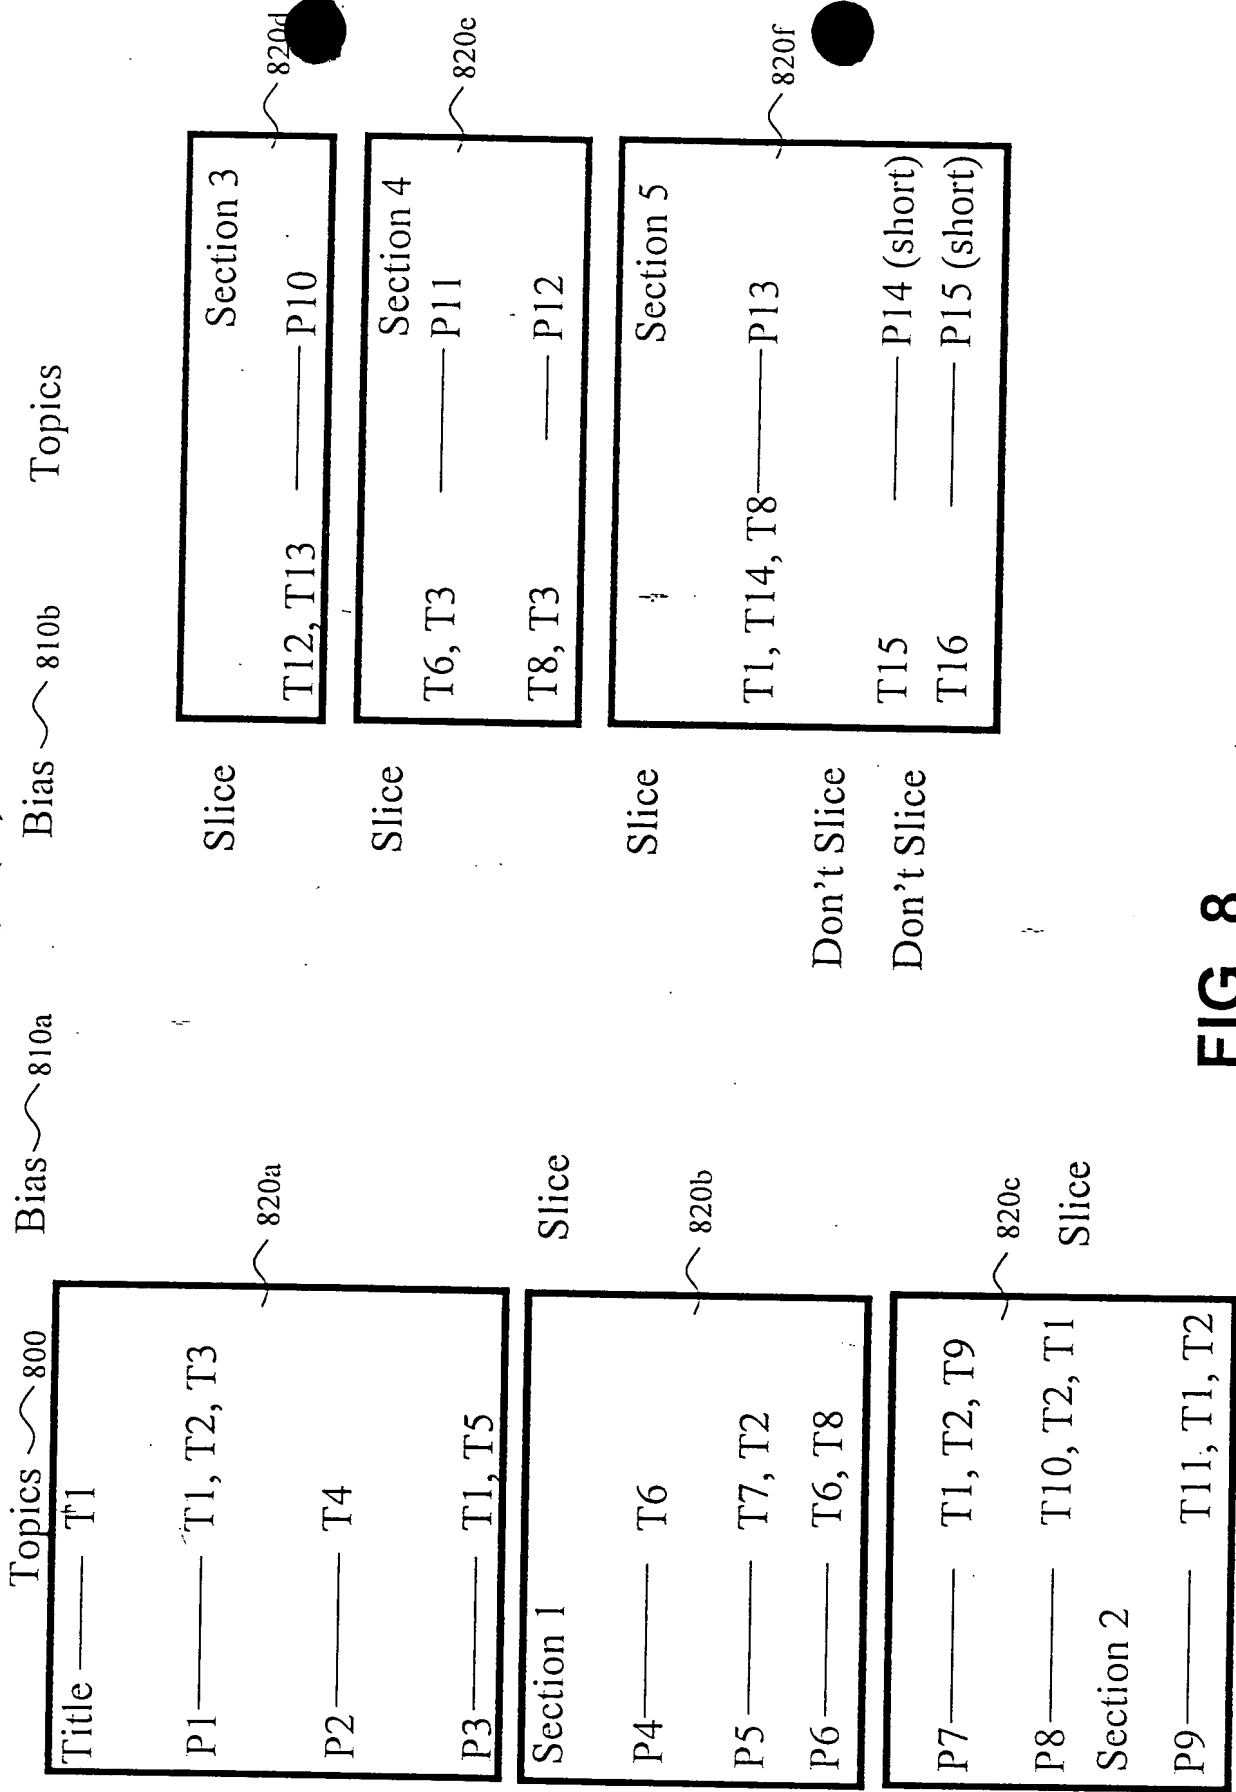 Topics 800 Bias 810a
Title T1
P1 T1, T2, T3
820a
P2 T4
P3 T1, T5
Section 1 Slice
P4 T6
820b
P5 T7, T2
P6 T6, T8
P7 T1, T2, T9
820c
P8 T10, T2, T1
Slice
Section 2
P9 T11, T1, T2
Bias 810b Topics
Slice Section 3
820d
T12, T13 P10
Slice Section 4
T6, T3 P11
820e
T8, T3 P12
Slice Section 5
T1, T14, T8 P13
820f
Don't Slice
T15 P14 (short)
Don't Slice
T16 P15 (short)
FIG 8